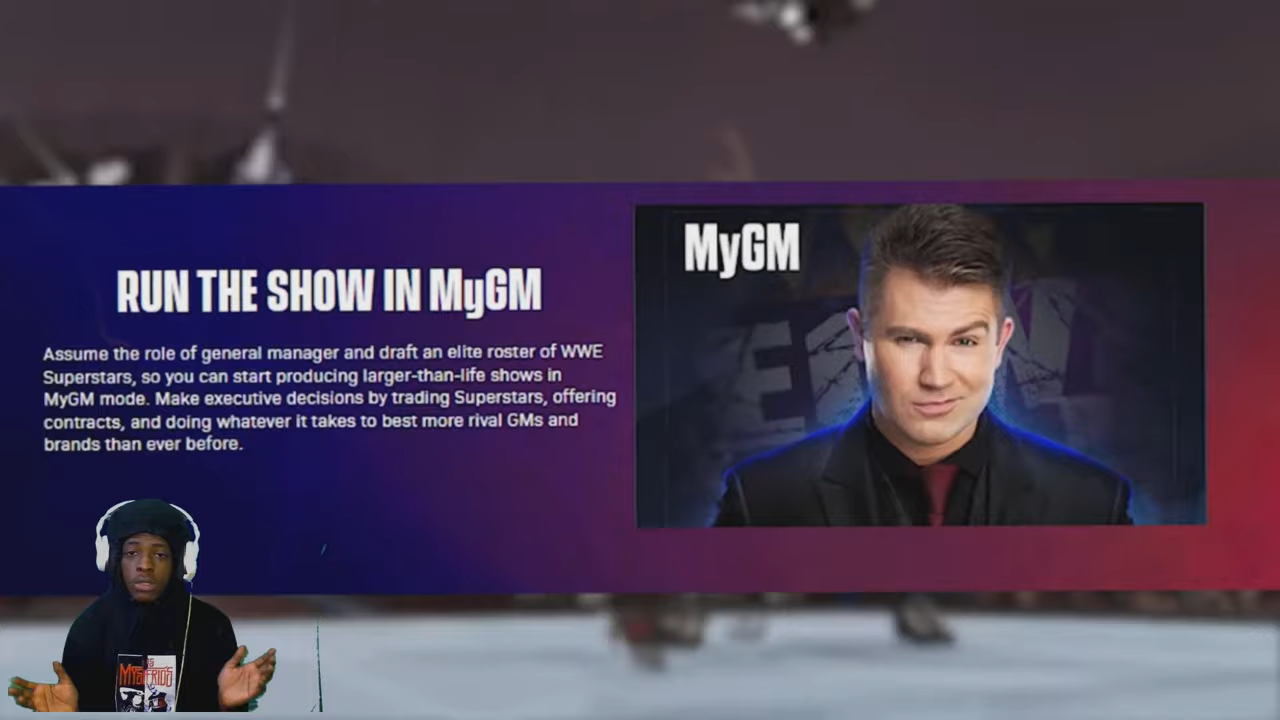 MyGM
RUN THE SHOW IN MyGM
Assume the role of general manager and draft an elite roster of WWE
Superstars, so you can start producing larger-than-life shows in
MyGM mode. Make executive decisions by trading Superstars, offering
contracts, and doing whatever it takes to best more rival GMs and
brands than ever before.
MYSTERIOS